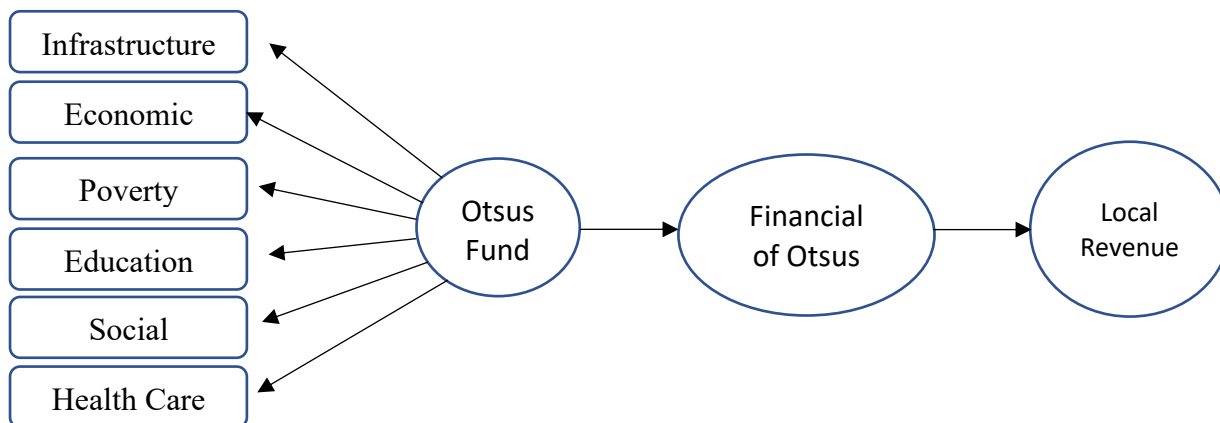 Infrastructure
Economic
Poverty
Education
Social
Health Care
Otsus
Fund
Financial
of Otsus
Local
Revenue